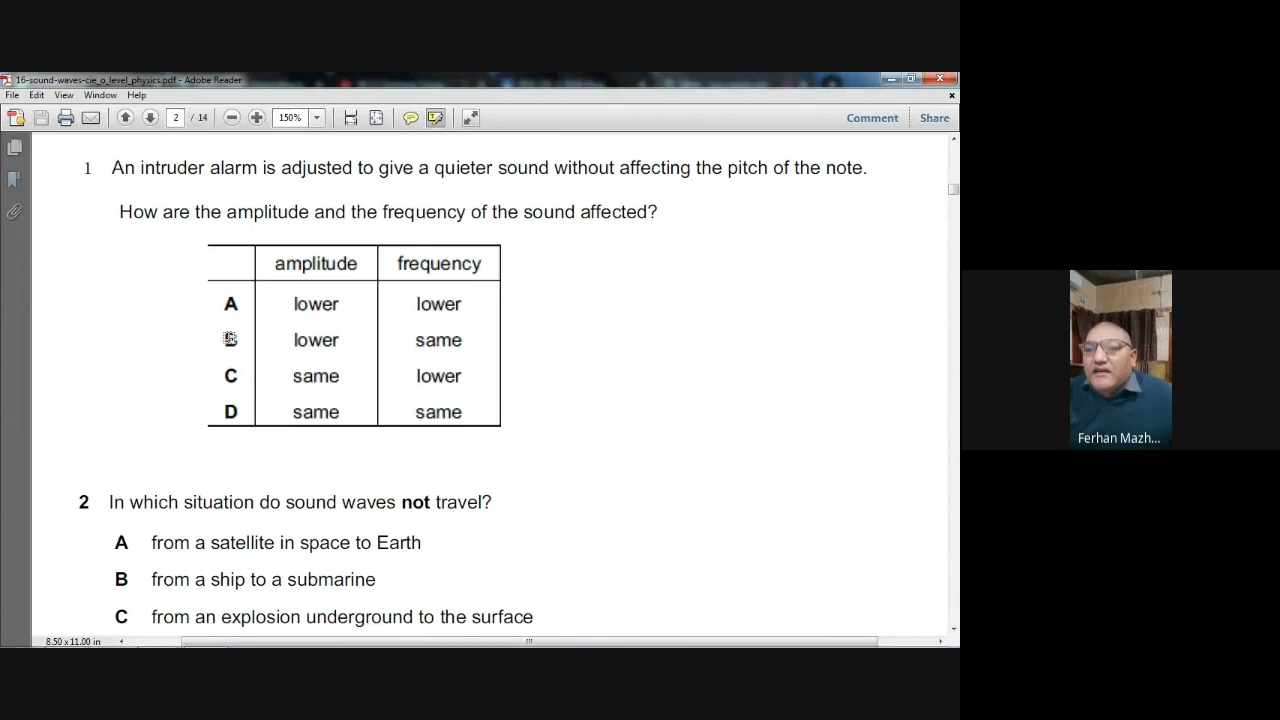 16-sound-waves-cie_o_level_physics.pdf - Adobe Reader
File Edit View Window Help
2 / 14 150% Comment Share
1 An intruder alarm is adjusted to give a quieter sound without affecting the pitch of the note.
How are the amplitude and the frequency of the sound affected?
amplitude frequency
A lower lower
lower same
C same lower
D same same
2 In which situation do sound waves not travel?
A from a satellite in space to Earth
B from a ship to a submarine
C from an explosion underground to the surface
8.50 x 11.00 in
Ferhan Mazh...